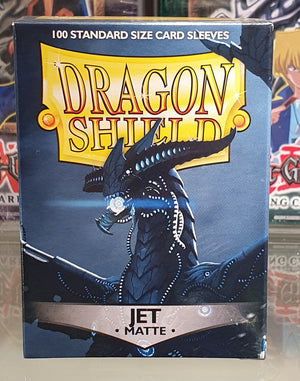 100 STANDARD SIZE CARD SLEEVES
DRAGON
SHIELD
JET
• MATTE •